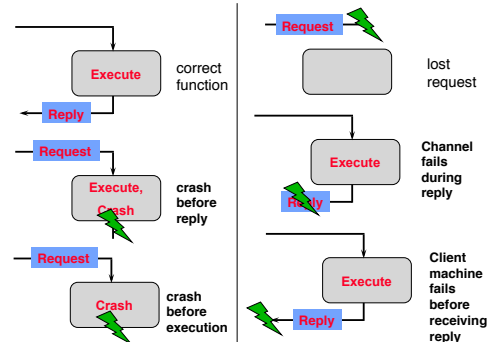 Execute
correct
function
Reply
Request
Execute,
Crash
crash
before
reply
Request
Crash
crash
before
execution
Request
lost
request
Execute
Channel
fails
during
reply
Reply
Execute
Client
machine
fails
before
receiving
reply
Reply